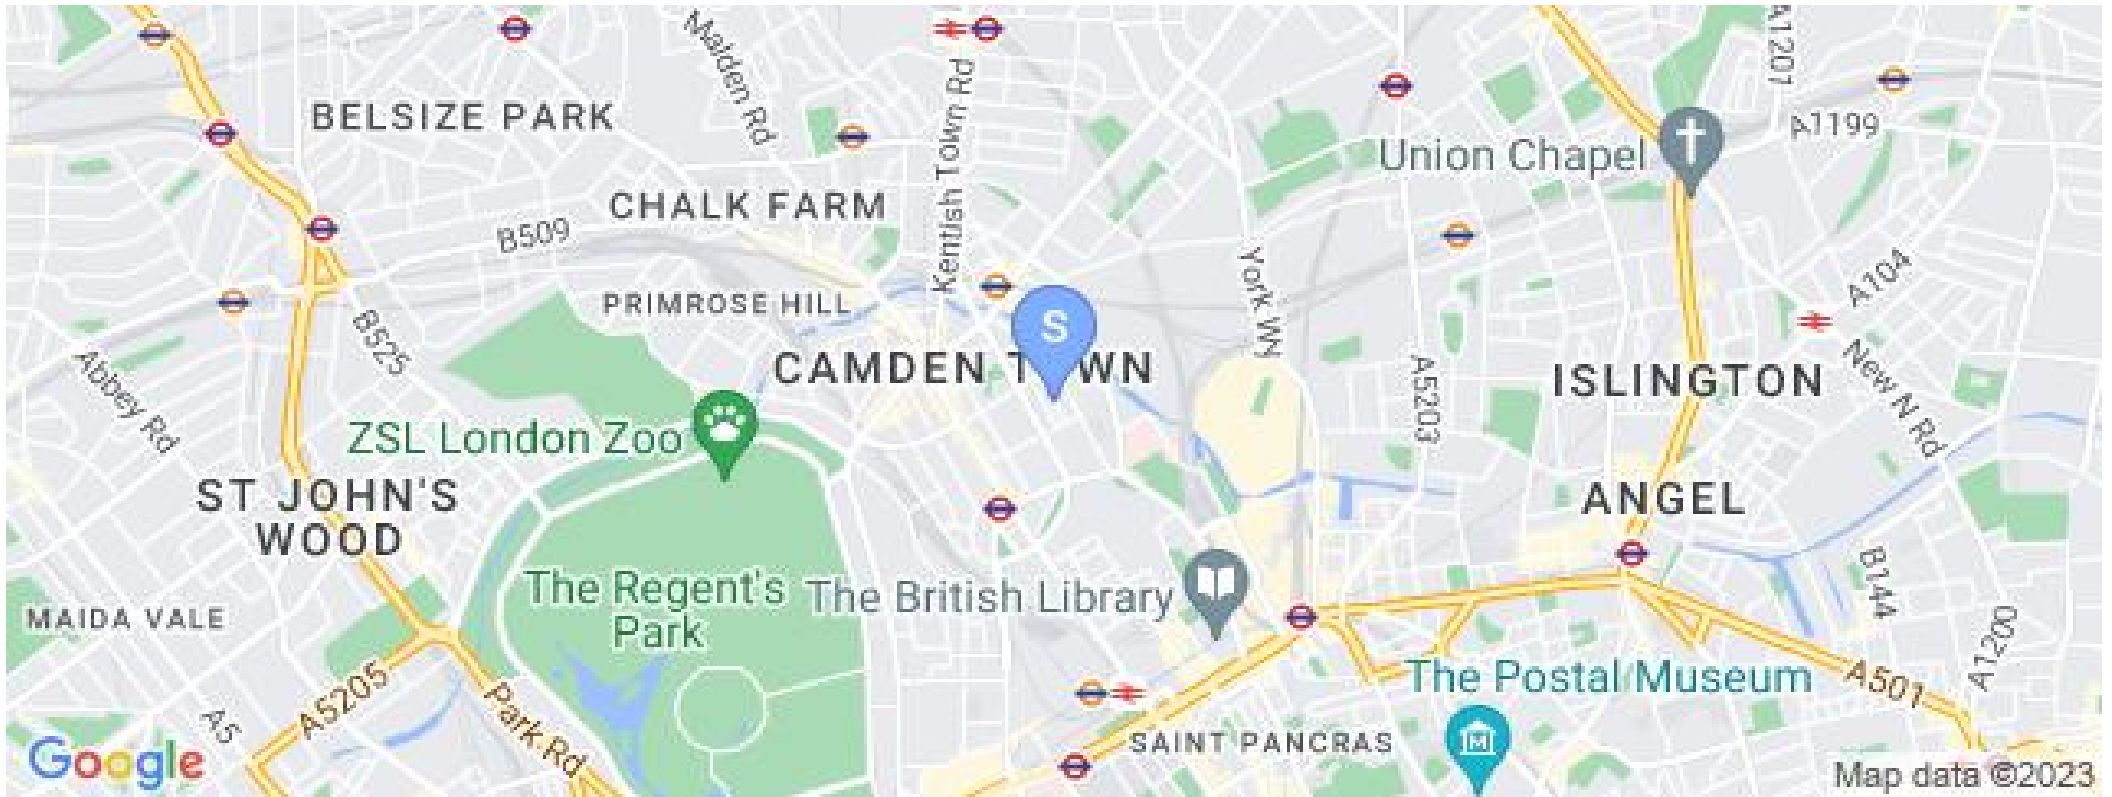 Malden Rd
Kentish Town Rd
A1201
BELSIZE PARK
A1199
Union Chapel
CHALK FARM
B509
York Wy
A104
PRIMROSE HILL
S
B525
Abbey Rd
CAMDEN TOWN
A5203
ISLINGTON
New N Rd
ZSL London Zoo
ST JOHN'S
WOOD
ANGEL
B144
The Regent's
Park
The British Library
MAIDA VALE
A1200
The Postal Museum
A501
A5205
Park Rd
A5
SAINT PANCRAS
M
Google
Map data ©2023